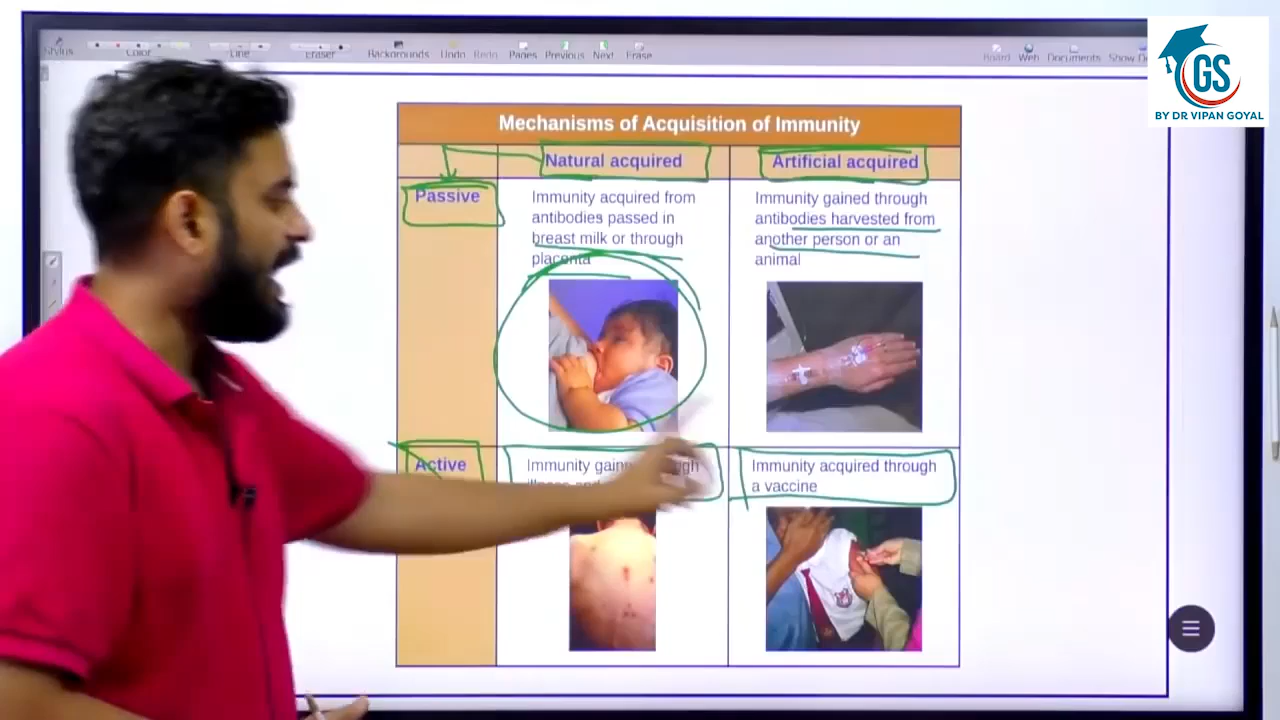 Stylus
Color
Line
Eraser
Backgrounds
Undo
Redo
Pages
Previous
Next
Erase
Board
Web
Documents
GS
BY DR VIPAN GOYAL
Mechanisms of Acquisition of Immunity
Natural acquired
Artificial acquired
Passive
Immunity acquired from
antibodies passed in
breast milk or through
placenta
Immunity gained through
antibodies harvested from
another person or an
animal
Active
Immunity
Immunity acquired through
a vaccine